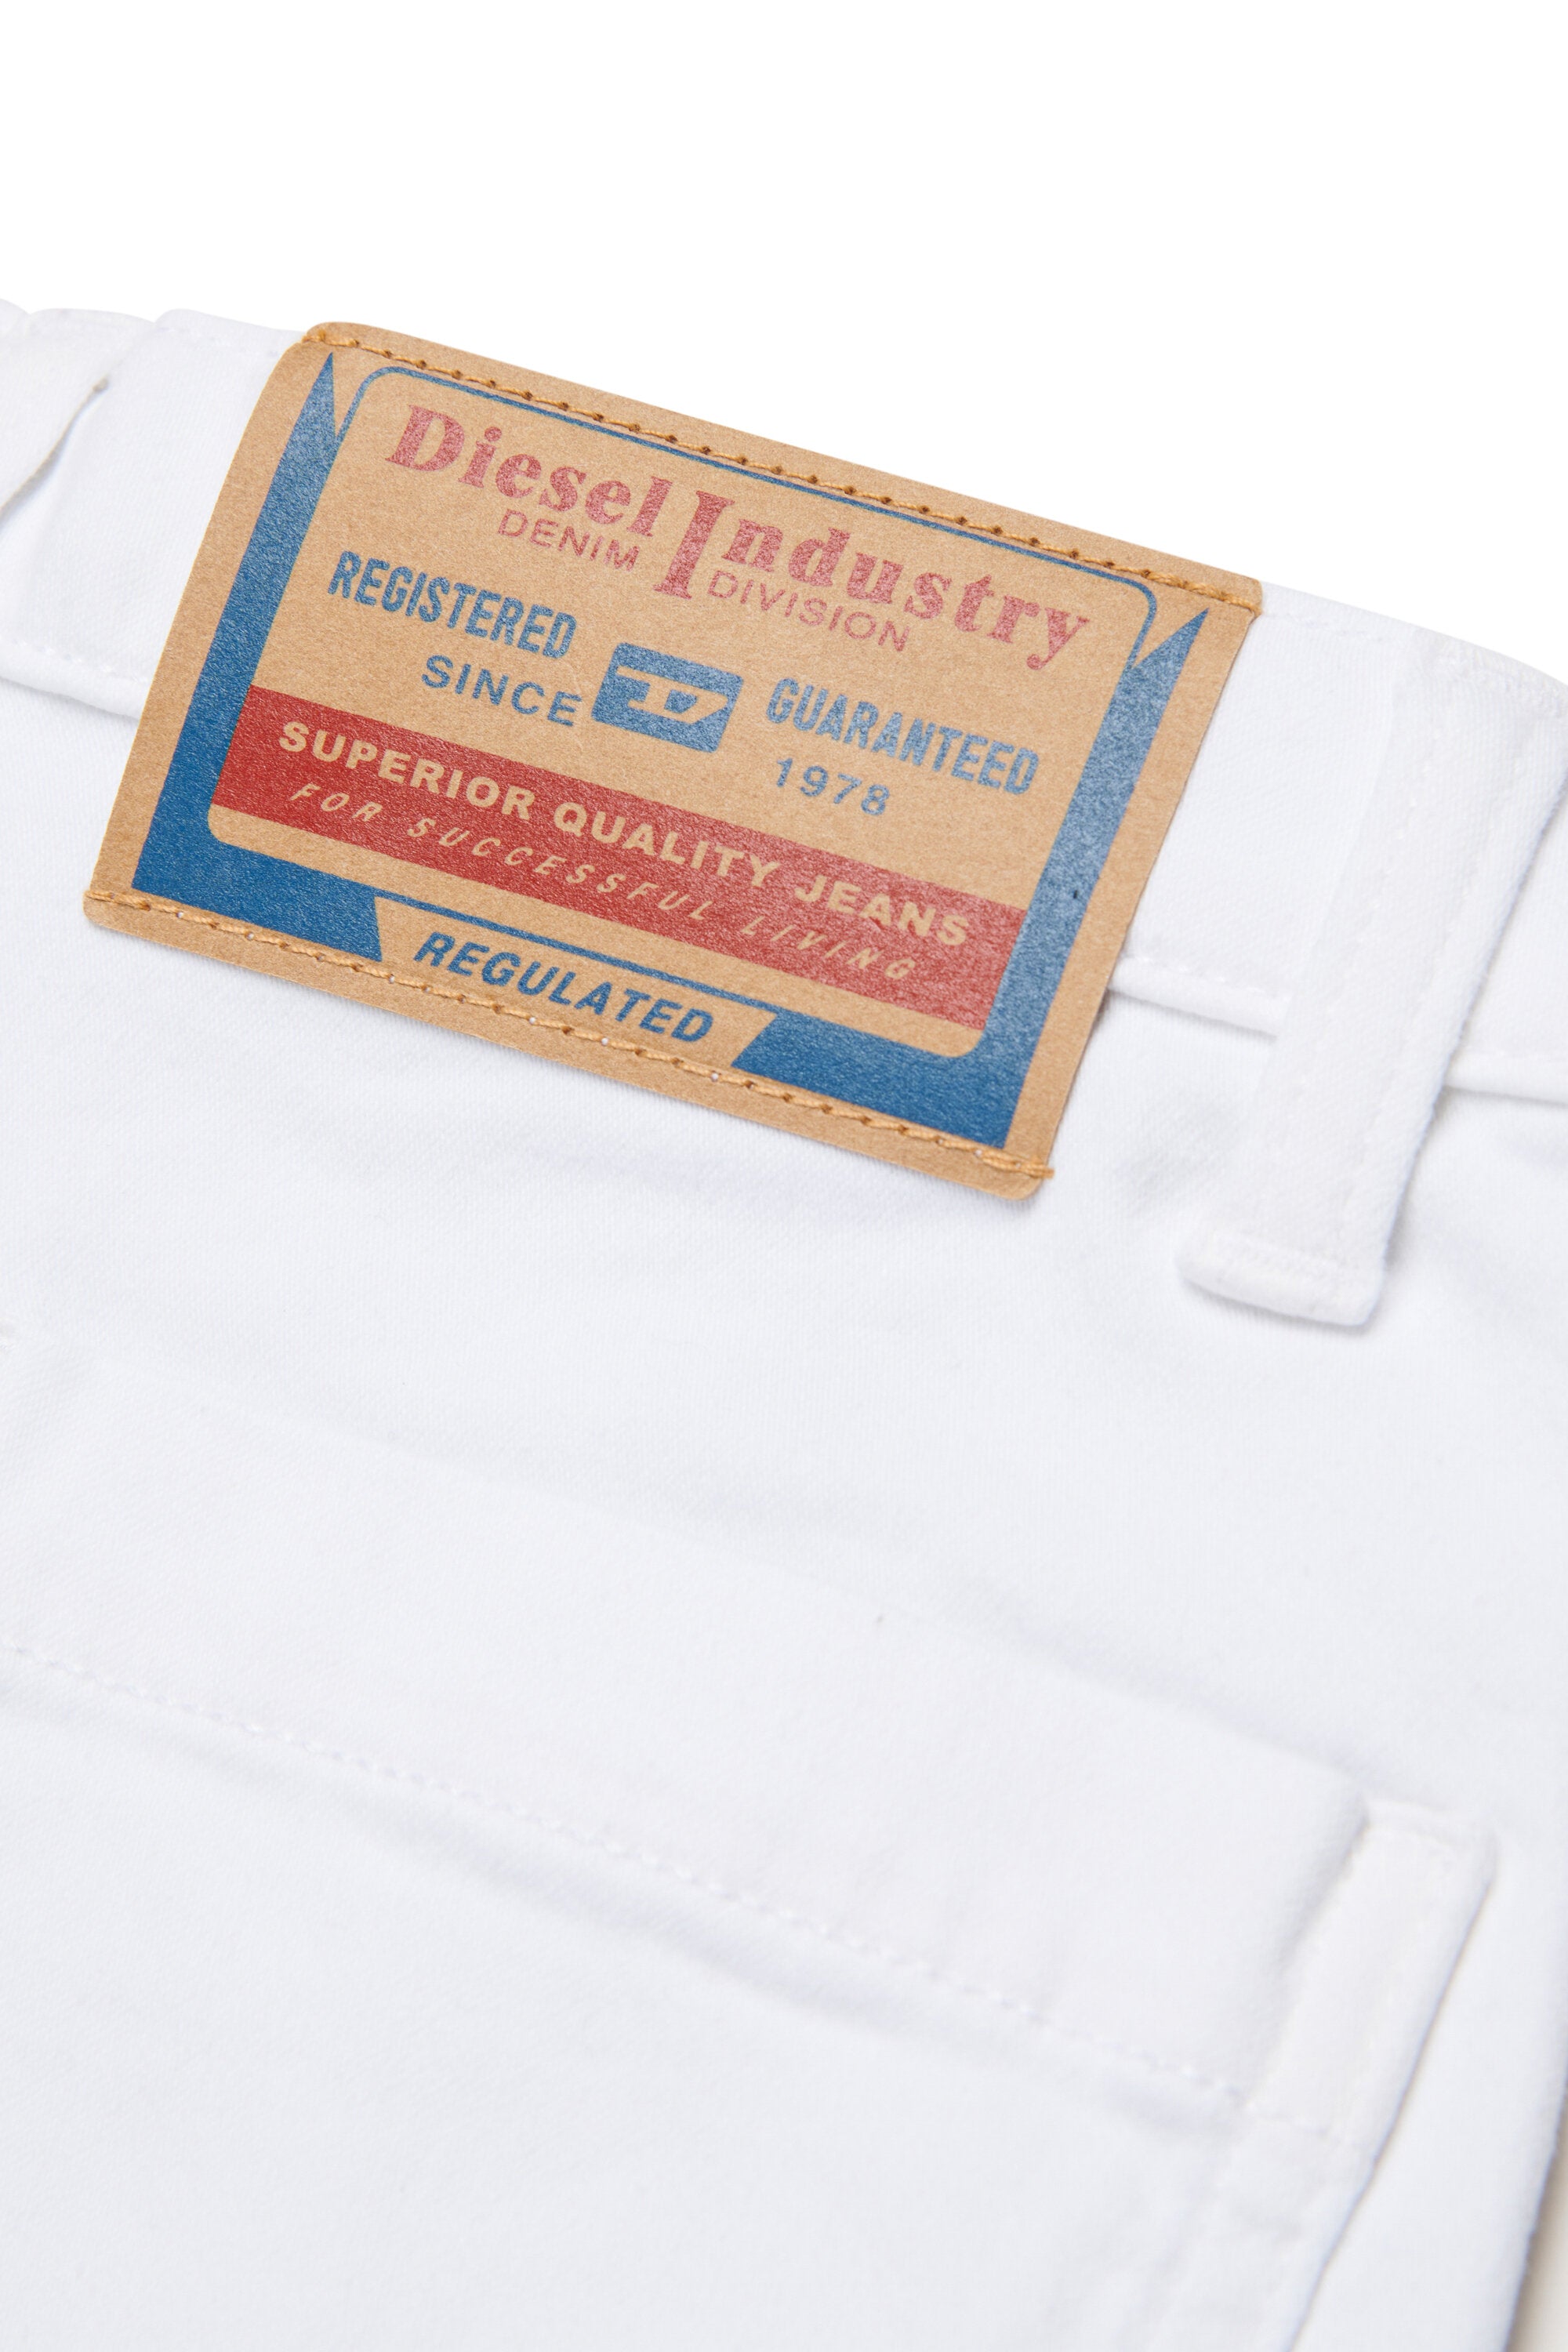 Diesel Industry
DENIM DIVISION
REGISTERED D GUARANTEED
SINCE 1978
SUPERIOR QUALITY JEANS
FOR SUCCESSFUL LIVING
REGULATED